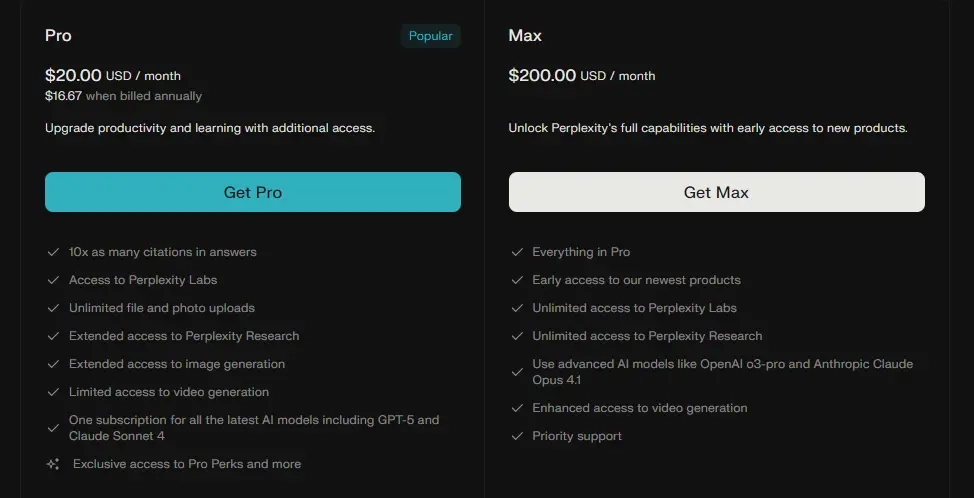 Pro
Popular
$20.00 USD / month
$16.67 when billed annually
Upgrade productivity and learning with additional access.
Get Pro
10x as many citations in answers
Access to Perplexity Labs
Unlimited file and photo uploads
Extended access to Perplexity Research
Extended access to image generation
Limited access to video generation
One subscription for all the latest AI models including GPT-5 and
Claude Sonnet 4
Exclusive access to Pro Perks and more
Max
$200.00 USD / month
Unlock Perplexity's full capabilities with early access to new products.
Get Max
Everything in Pro
Early access to our newest products
Unlimited access to Perplexity Labs
Unlimited access to Perplexity Research
Use advanced AI models like OpenAI o3-pro and Anthropic Claude
Opus 4.1
Enhanced access to video generation
Priority support